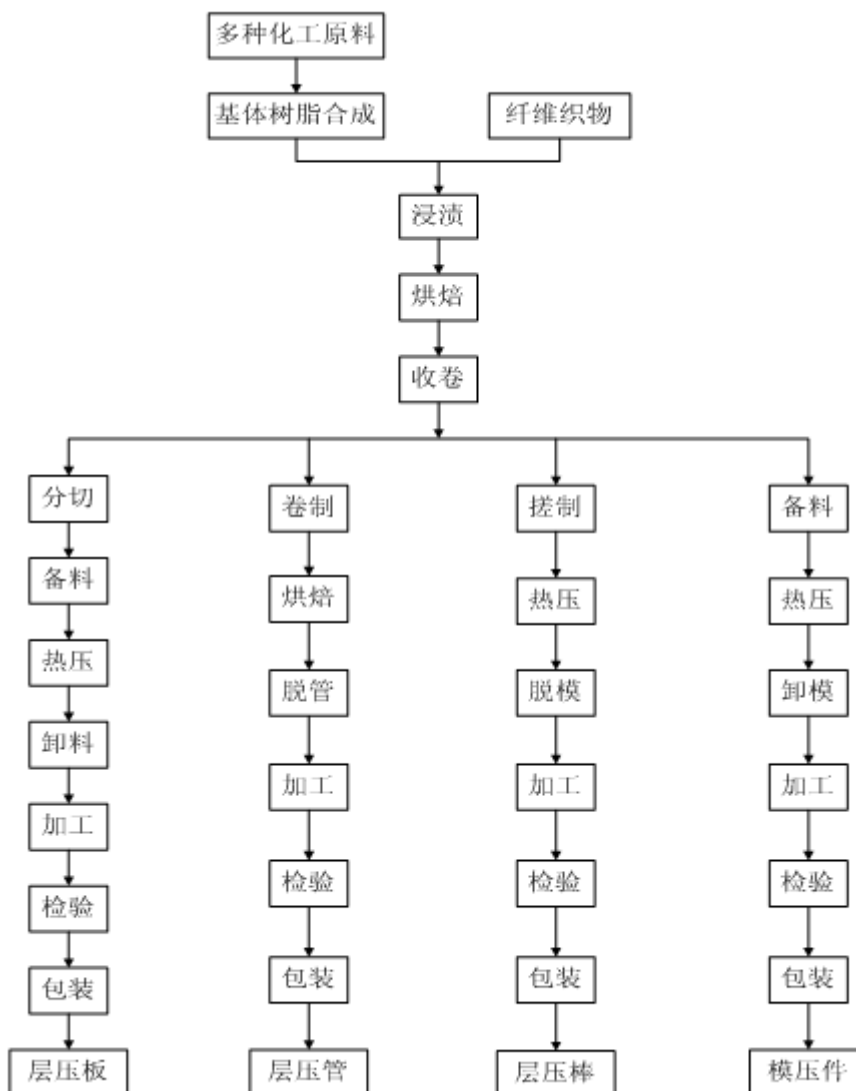 多种化工原料
基体树脂合成
纤维织物
浸渍
烘焙
收卷
分切
备料
热压
卸料
加工
检验
包装
层压板
卷制
烘焙
脱管
加工
检验
包装
层压管
搓制
热压
脱模
加工
检验
包装
层压棒
备料
热压
卸模
加工
检验
包装
模压件